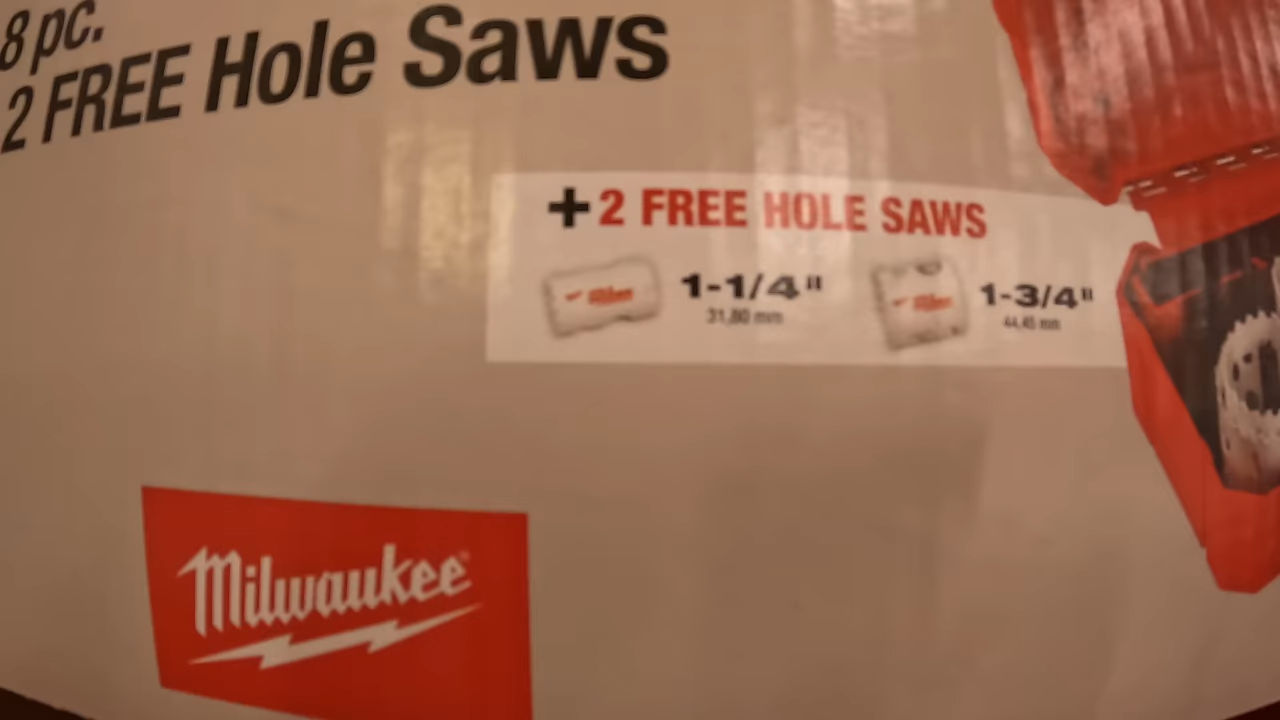 8 pc.
2 FREE Hole Saws
+ 2 FREE HOLE SAWS
1-1/4"
31,80 mm
1-3/4"
44,45 mm
Milwaukee®